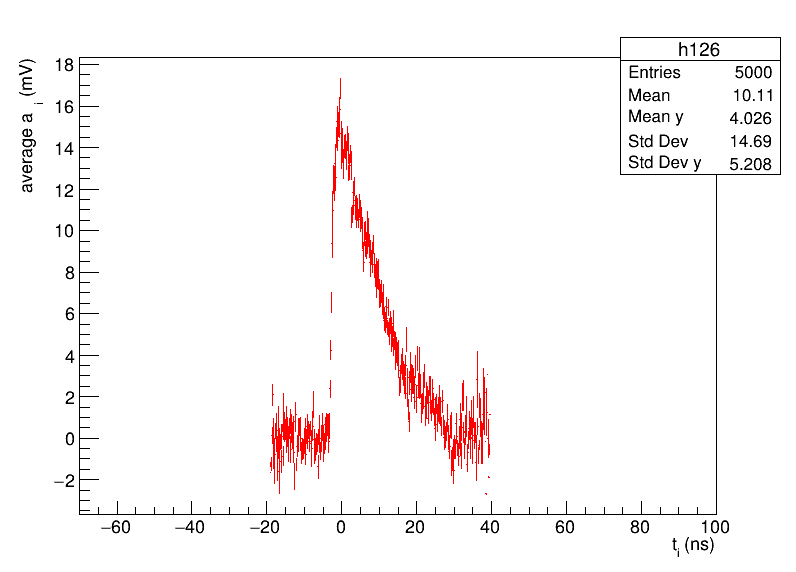 h126
Entries 5000
Mean 10.11
Mean y 4.026
Std Dev 14.69
Std Dev y 5.208
average a i (mV)
18
16
14
12
10
8
6
4
2
0
−2
−60 −40 −20 0 20 40 60 80 100
ti (ns)